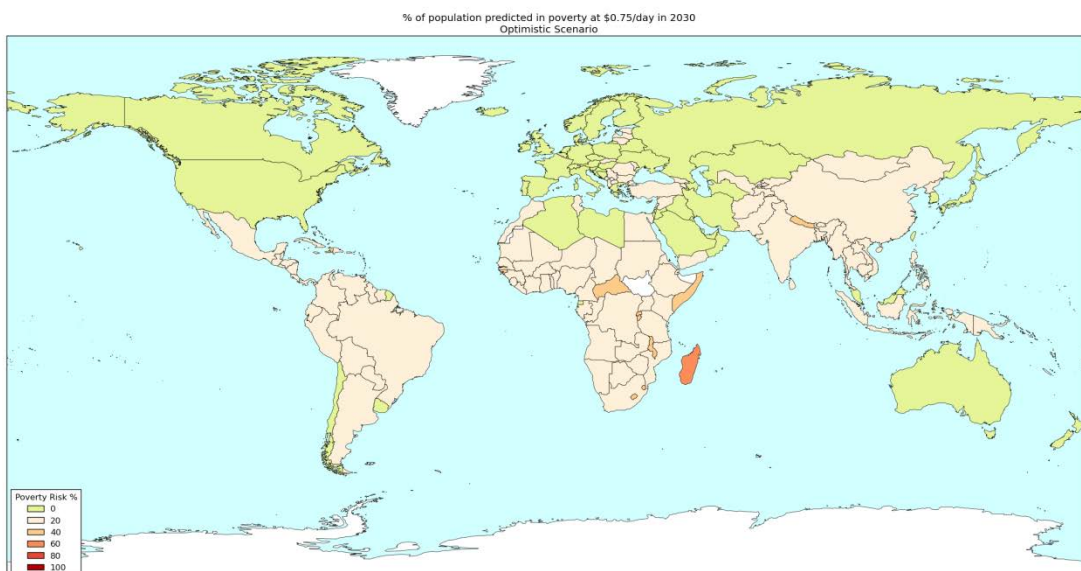 % of population predicted in poverty at $0.75/day in 2030
Optimistic Scenario
Poverty Risk %
0
20
40
60
80
100